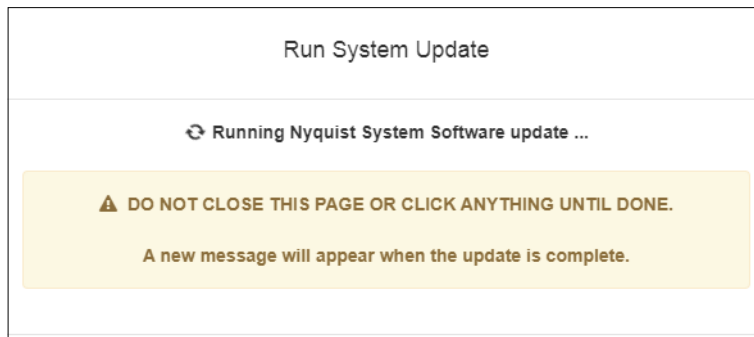 Run System Update
Running Nyquist System Software update ...
DO NOT CLOSE THIS PAGE OR CLICK ANYTHING UNTIL DONE.
A new message will appear when the update is complete.